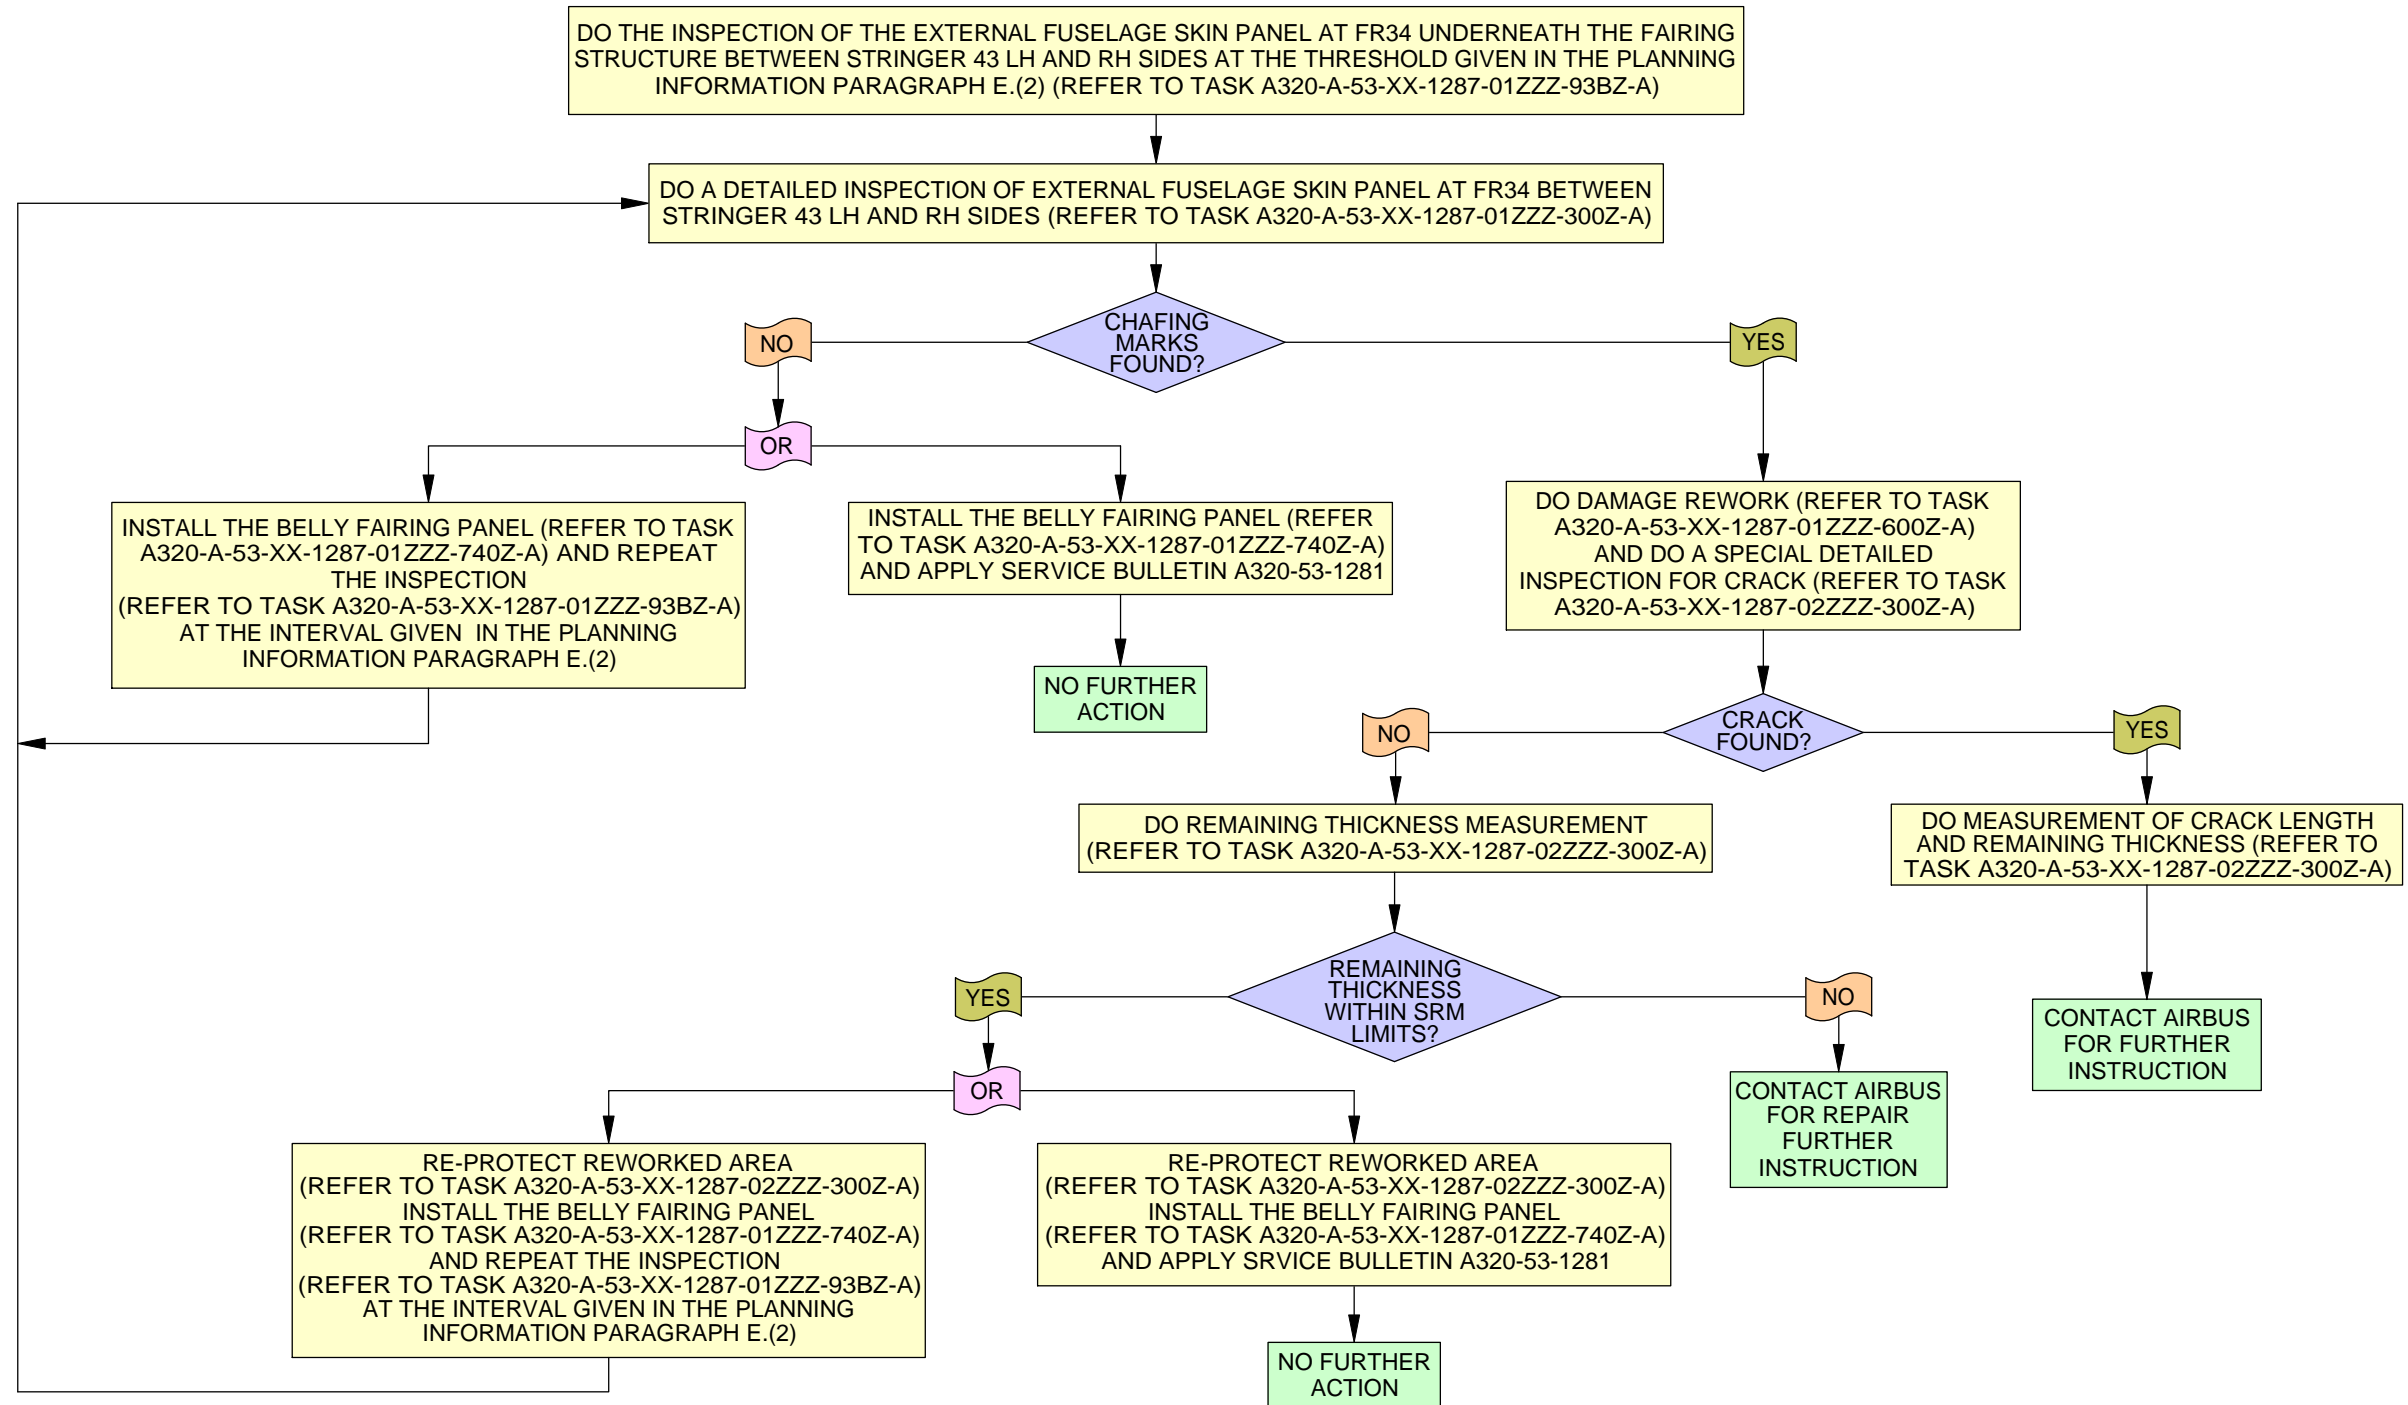 DO THE INSPECTION OF THE EXTERNAL FUSELAGE SKIN PANEL AT FR34 UNDERNEATH THE FAIRING
STRUCTURE BETWEEN STRINGER 43 LH AND RH SIDES AT THE THRESHOLD GIVEN IN THE PLANNING
INFORMATION PARAGRAPH E.(2) (REFER TO TASK A320-A-53-XX-1287-01ZZZ-93BZ-A)
DO A DETAILED INSPECTION OF EXTERNAL FUSELAGE SKIN PANEL AT FR34 BETWEEN
STRINGER 43 LH AND RH SIDES (REFER TO TASK A320-A-53-XX-1287-01ZZZ-300Z-A)
CHAFING
MARKS
FOUND?
NO
YES
OR
INSTALL THE BELLY FAIRING PANEL (REFER TO TASK
A320-A-53-XX-1287-01ZZZ-740Z-A) AND REPEAT
THE INSPECTION
(REFER TO TASK A320-A-53-XX-1287-01ZZZ-93BZ-A)
AT THE INTERVAL GIVEN  IN THE PLANNING
INFORMATION PARAGRAPH E.(2)
INSTALL THE BELLY FAIRING PANEL (REFER
TO TASK A320-A-53-XX-1287-01ZZZ-740Z-A)
AND APPLY SERVICE BULLETIN A320-53-1281
NO FURTHER
ACTION
DO DAMAGE REWORK (REFER TO TASK
A320-A-53-XX-1287-01ZZZ-600Z-A)
AND DO A SPECIAL DETAILED
INSPECTION FOR CRACK (REFER TO TASK
A320-A-53-XX-1287-02ZZZ-300Z-A)
CRACK
FOUND?
NO
YES
DO REMAINING THICKNESS MEASUREMENT
(REFER TO TASK A320-A-53-XX-1287-02ZZZ-300Z-A)
DO MEASUREMENT OF CRACK LENGTH
AND REMAINING THICKNESS (REFER TO
TASK A320-A-53-XX-1287-02ZZZ-300Z-A)
REMAINING
THICKNESS
WITHIN SRM
LIMITS?
YES
NO
CONTACT AIRBUS
FOR FURTHER
INSTRUCTION
OR
CONTACT AIRBUS
FOR REPAIR
FURTHER
INSTRUCTION
RE-PROTECT REWORKED AREA
(REFER TO TASK A320-A-53-XX-1287-02ZZZ-300Z-A)
INSTALL THE BELLY FAIRING PANEL
(REFER TO TASK A320-A-53-XX-1287-01ZZZ-740Z-A)
AND REPEAT THE INSPECTION
(REFER TO TASK A320-A-53-XX-1287-01ZZZ-93BZ-A)
AT THE INTERVAL GIVEN IN THE PLANNING
INFORMATION PARAGRAPH E.(2)
RE-PROTECT REWORKED AREA
(REFER TO TASK A320-A-53-XX-1287-02ZZZ-300Z-A)
INSTALL THE BELLY FAIRING PANEL
(REFER TO TASK A320-A-53-XX-1287-01ZZZ-740Z-A)
AND APPLY SRVICE BULLETIN A320-53-1281
NO FURTHER
ACTION